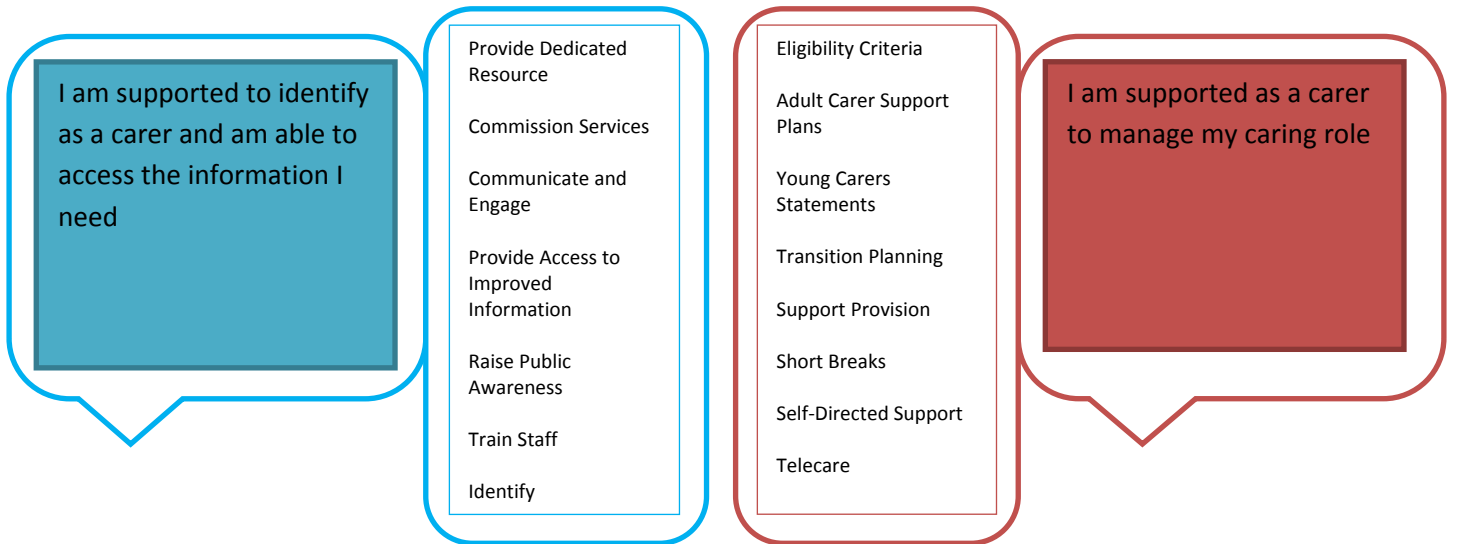 I am supported to identify
as a carer and am able to
access the information I
need
Provide Dedicated
Resource
Commission Services
Communicate and
Engage
Provide Access to
Improved
Information
Raise Public
Awareness
Train Staff
Identify
Eligibility Criteria
Adult Carer Support
Plans
Young Carers
Statements
Transition Planning
Support Provision
Short Breaks
Self-Directed Support
Telecare
I am supported as a carer
to manage my caring role